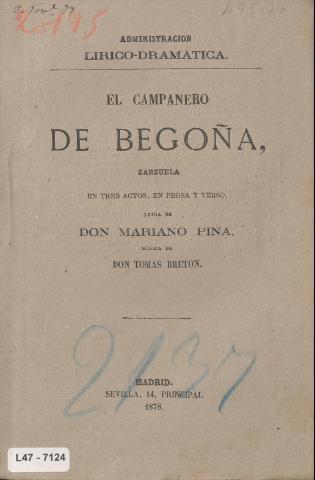 20195
ADMINISTRACION
LIRICO-DRAMATICA.
EL CAMPANERO
DE BEGOÑA,
ZARZUELA
EN TRES ACTOS, EN PROSA Y VERSO,
LETRA DE
DON MARIANO PINA,
MÚSICA DE
DON TOMAS BRETON.
2137
MADRID.
SEVILLA, 14, PRINCIPAL
1878.
L47 - 7124